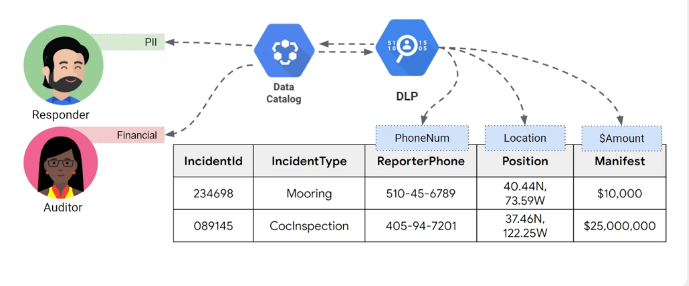 PII
51 15
10 05
Data
Catalog
DLP
Responder
Financial
PhoneNum
Location
$Amount
IncidentId
IncidentType
ReporterPhone
Position
Manifest
234698
Mooring
510-45-6789
40.44N,
73.59W
$10,000
089145
CocInspection
405-94-7201
37.46N,
122.25W
$25,000,000
Auditor